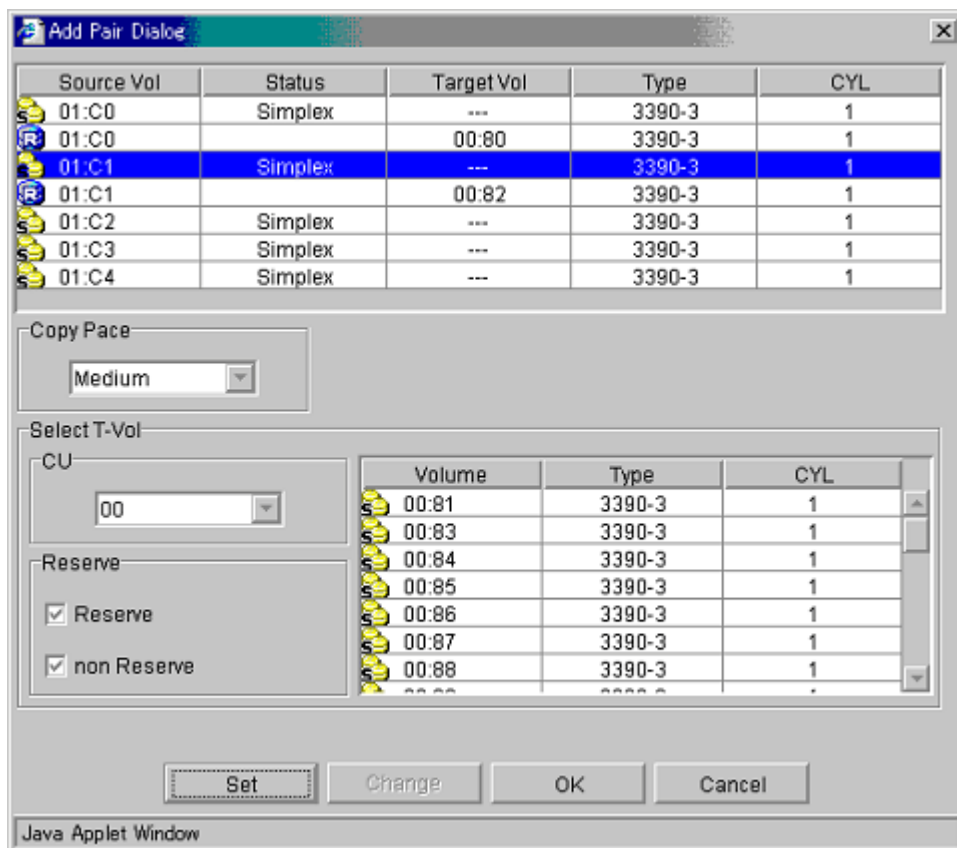 Add Pair Dialog
Source Vol Status Target Vol Type CYL
S 01:C0 Simplex --- 3390-3 1
R 01:C0 00:80 3390-3 1
S 01:C1 Simplex --- 3390-3 1
R 01:C1 00:82 3390-3 1
S 01:C2 Simplex --- 3390-3 1
S 01:C3 Simplex --- 3390-3 1
S 01:C4 Simplex --- 3390-3 1
Copy Pace
Medium
Select T-Vol
CU
00
Reserve
Reserve
non Reserve
Volume Type CYL
S 00:81 3390-3 1
S 00:83 3390-3 1
S 00:84 3390-3 1
S 00:85 3390-3 1
S 00:86 3390-3 1
S 00:87 3390-3 1
S 00:88 3390-3 1
Set Change OK Cancel
Java Applet Window